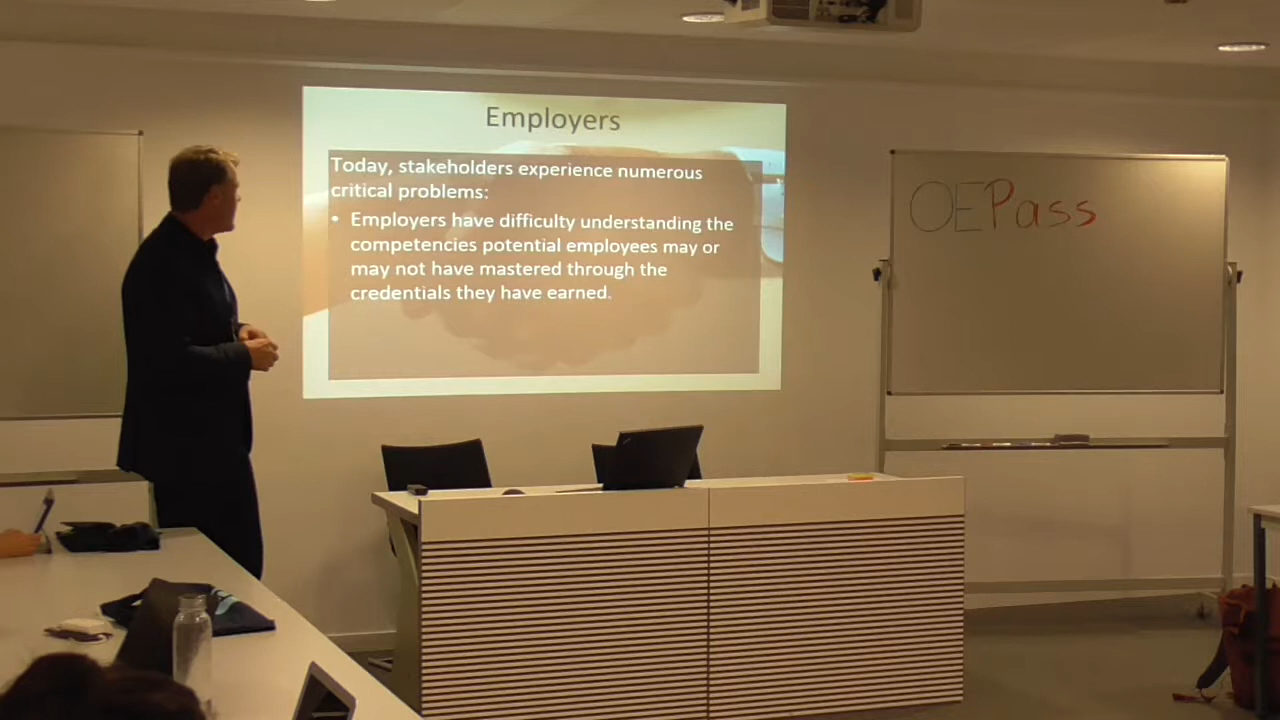 Employers
Today, stakeholders experience numerous
critical problems:
• Employers have difficulty understanding the
competencies potential employees may or
may not have mastered through the
credentials they have earned.
OEPass